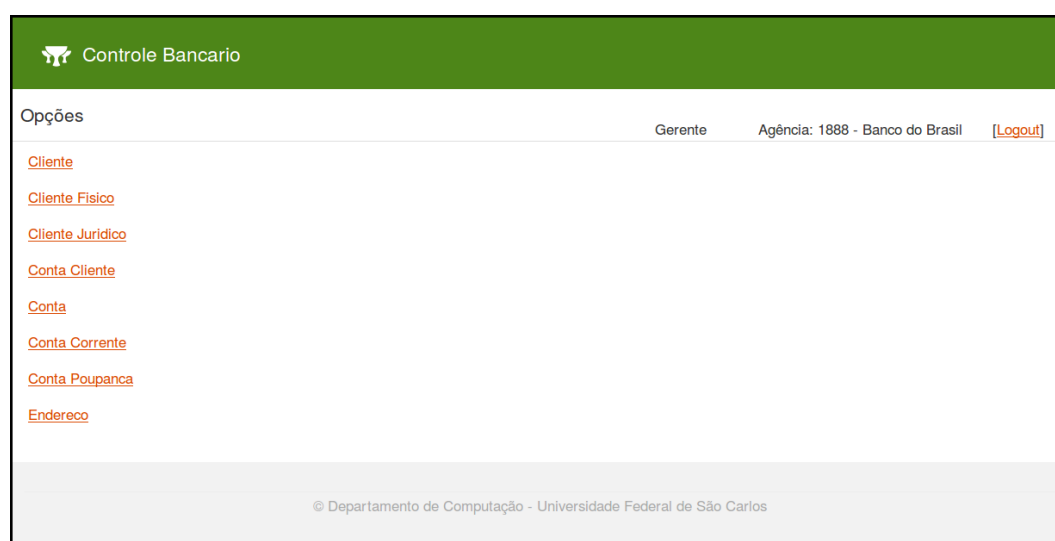 Controle Bancario
Opções
Gerente Agência: 1888 - Banco do Brasil [Logout]
Cliente
Cliente Fisico
Cliente Juridico
Conta Cliente
Conta
Conta Corrente
Conta Poupanca
Endereco
© Departamento de Computação - Universidade Federal de São Carlos